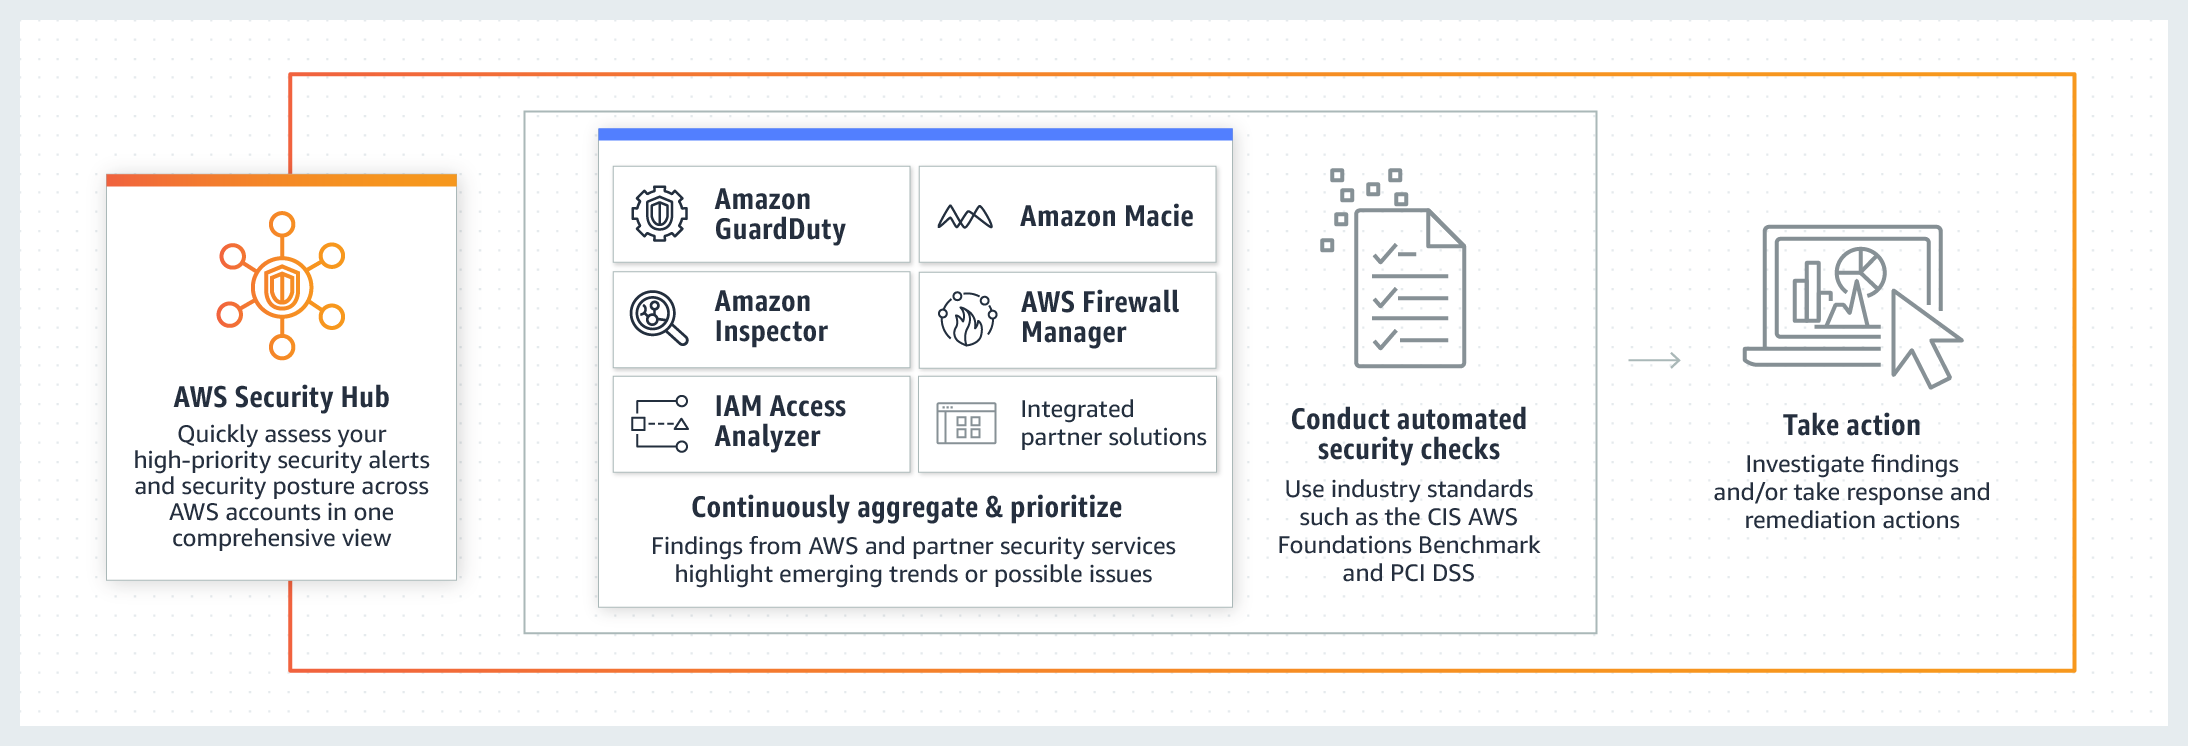 AWS Security Hub
Quickly assess your
high-priority security alerts
and security posture across
AWS accounts in one
comprehensive view
Amazon
GuardDuty
Amazon Macie
Amazon
Inspector
AWS Firewall
Manager
IAM Access
Analyzer
Integrated
partner solutions
Continuously aggregate & prioritize
Findings from AWS and partner security services
highlight emerging trends or possible issues
Conduct automated
security checks
Use industry standards
such as the CIS AWS
Foundations Benchmark
and PCI DSS
Take action
Investigate findings
and/or take response and
remediation actions